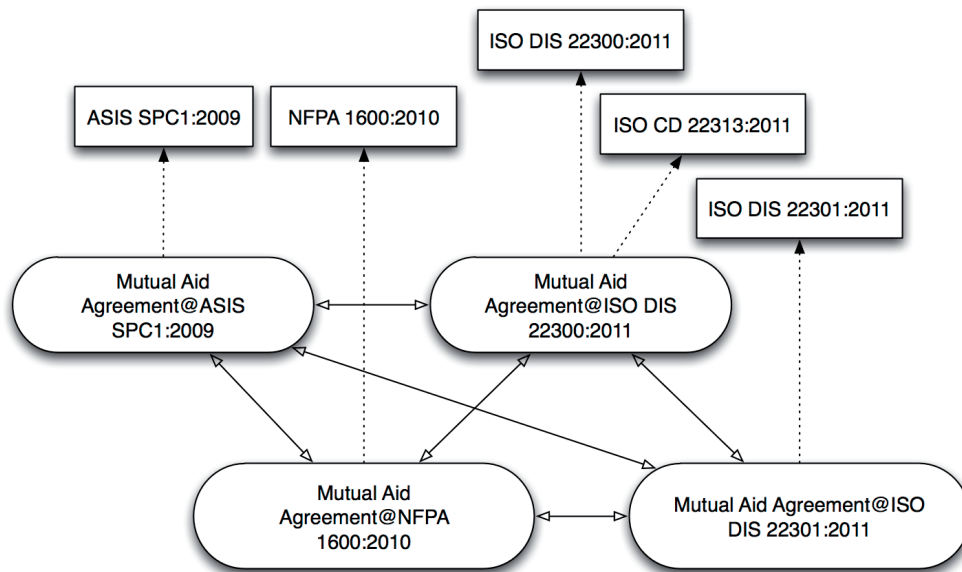 ISO DIS 22300:2011
ASIS SPC1:2009
NFPA 1600:2010
ISO CD 22313:2011
ISO DIS 22301:2011
Mutual Aid
Agreement@ASIS
SPC1:2009
Mutual Aid
Agreement@ISO DIS
22300:2011
Mutual Aid
Agreement@NFPA
1600:2010
Mutual Aid Agreement@ISO
DIS 22301:2011